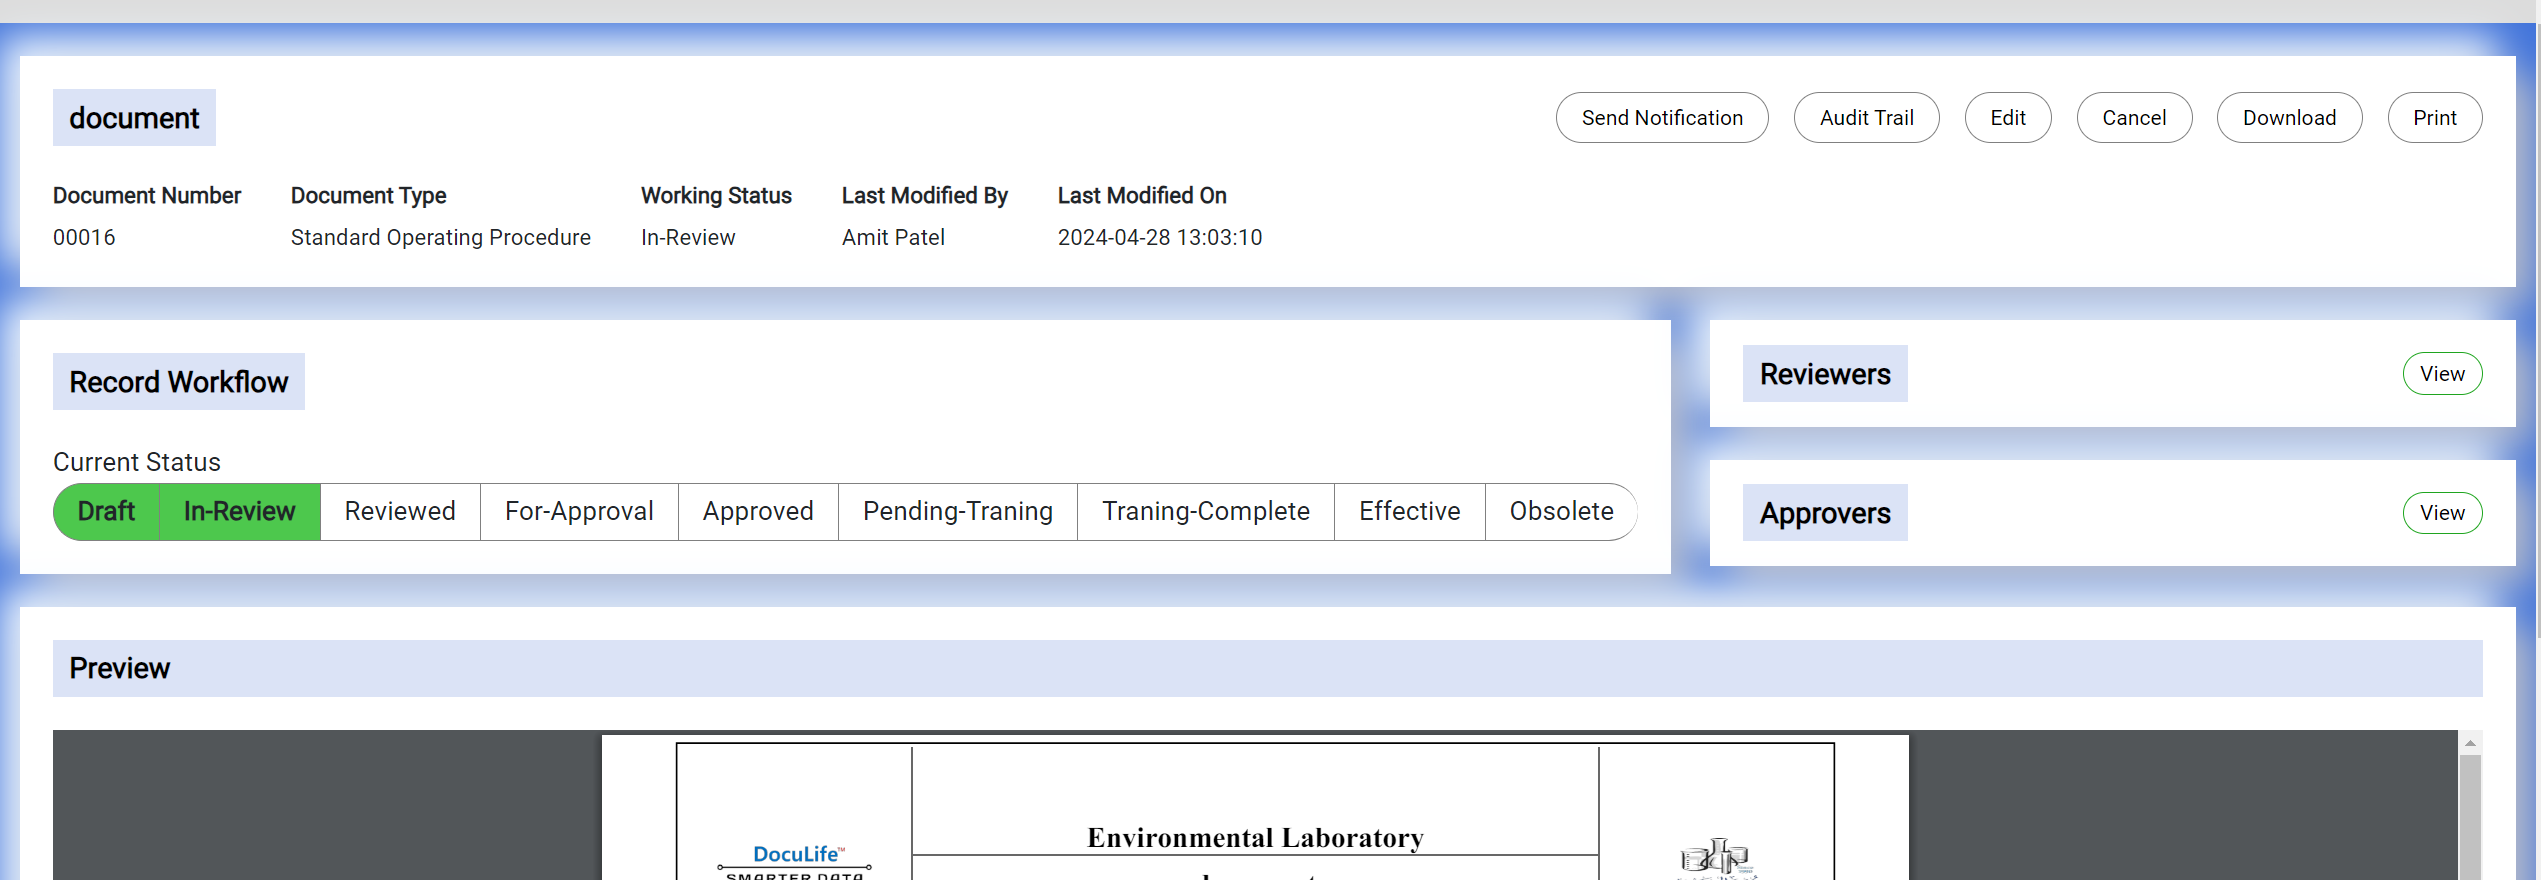 document
Send Notification Audit Trail Edit Cancel Download Print
Document Number Document Type Working Status Last Modified By Last Modified On
00016 Standard Operating Procedure In-Review Amit Patel 2024-04-28 13:03:10
Record Workflow
Reviewers View
Current Status
Draft In-Review Reviewed For-Approval Approved Pending-Traning Traning-Complete Effective Obsolete
Approvers View
Preview
Environmental Laboratory
DocuLife™
SMARTER DATA